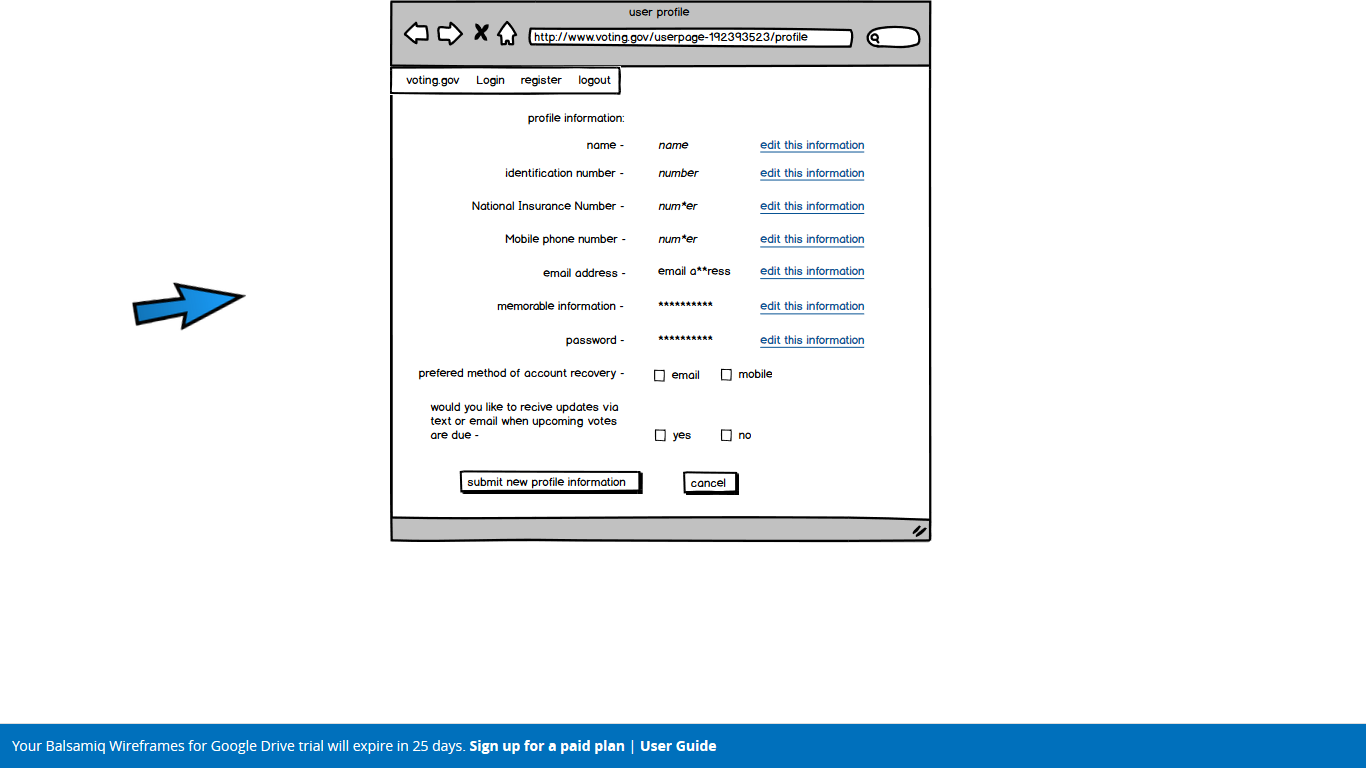 user profile
http://www.voting.gov/userpage-192393523/profile
voting.gov Login register logout
profile information:
name - name edit this information
identification number - number edit this information
National Insurance Number - num*er edit this information
Mobile phone number - num*er edit this information
email address - email a**ress edit this information
memorable information - ********** edit this information
password - ********** edit this information
prefered method of account recovery - email mobile
would you like to recive updates via
text or email when upcoming votes
are due - yes no
submit new profile information cancel
Your Balsamiq Wireframes for Google Drive trial will expire in 25 days. Sign up for a paid plan | User Guide